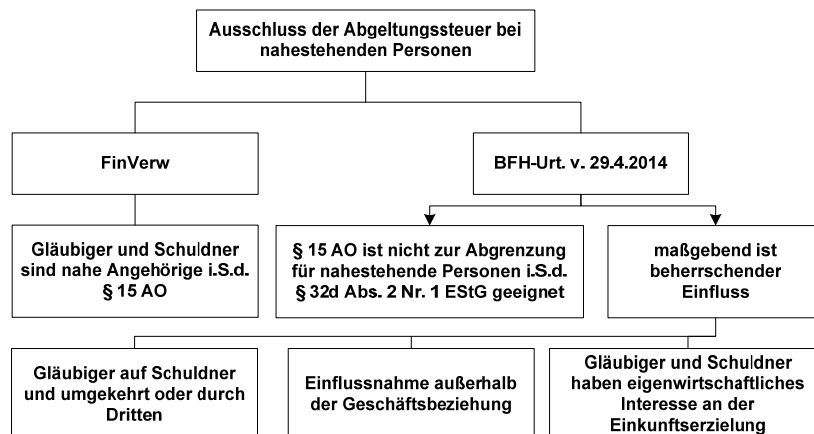 Ausschluss der Abgeltungssteuer bei
nahestehenden Personen
FinVerw
BFH-Urt. v. 29.4.2014
Gläubiger und Schuldner
sind nahe Angehörige i.S.d.
§ 15 AO
§ 15 AO ist nicht zur Abgrenzung
für nahestehende Personen i.S.d.
§ 32d Abs. 2 Nr. 1 EStG geeignet
maßgebend ist
beherrschender
Einfluss
Gläubiger auf Schuldner
und umgekehrt oder durch
Dritten
Einflussnahme außerhalb
der Geschäftsbeziehung
Gläubiger und Schuldner
haben eigenwirtschaftliches
Interesse an der
Einkunftserzielung